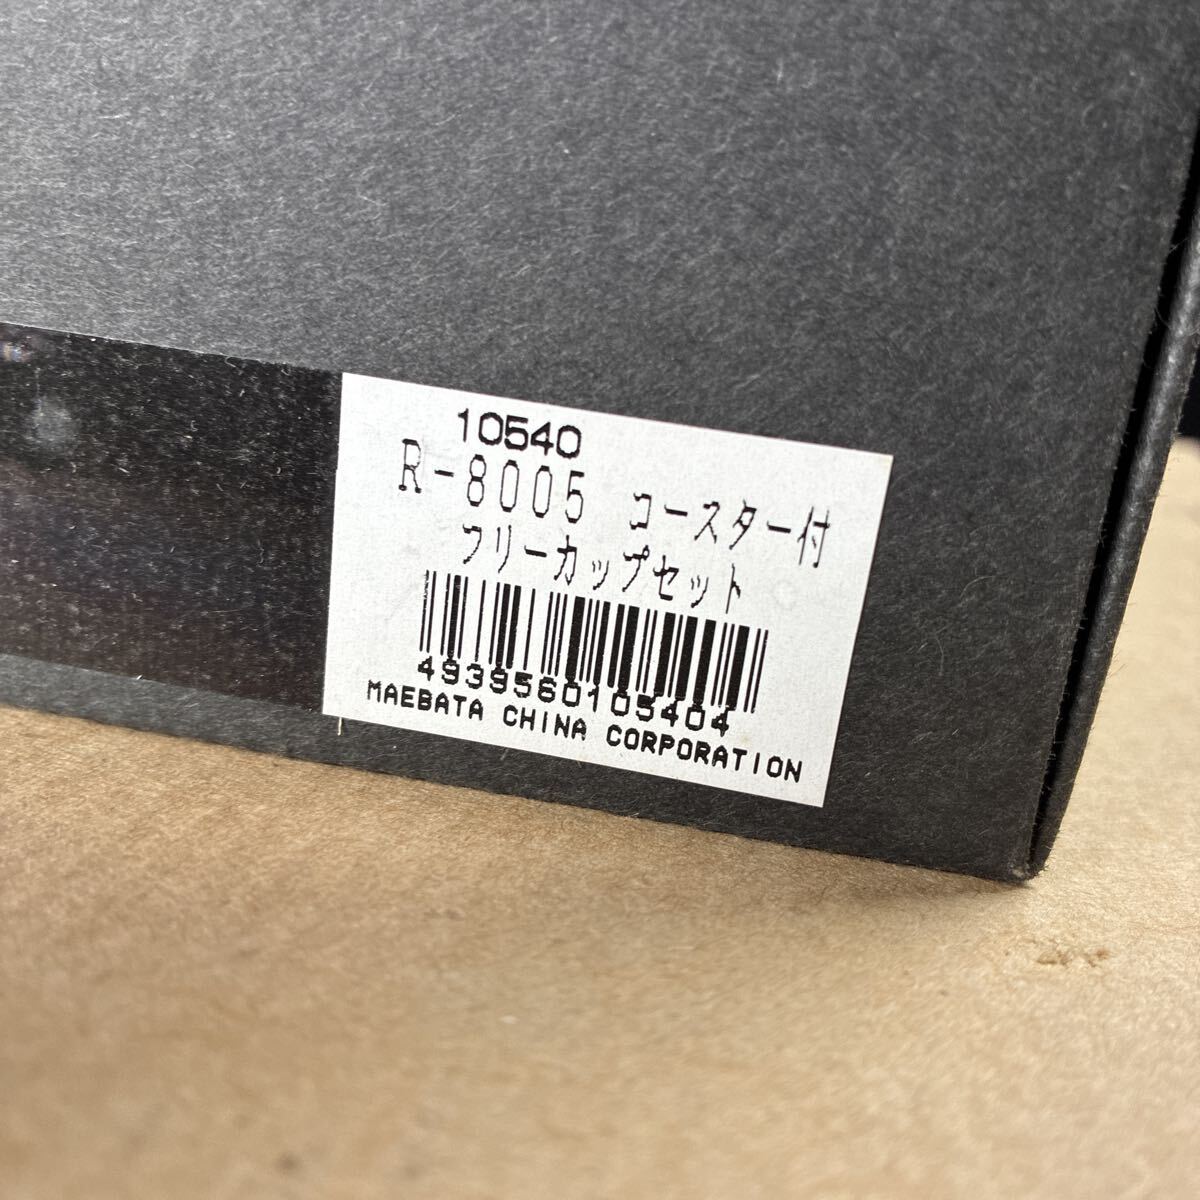 10540
R-8005 コースター付
フリーカップセット
4939560105404
MAEBATA CHINA CORPORATION